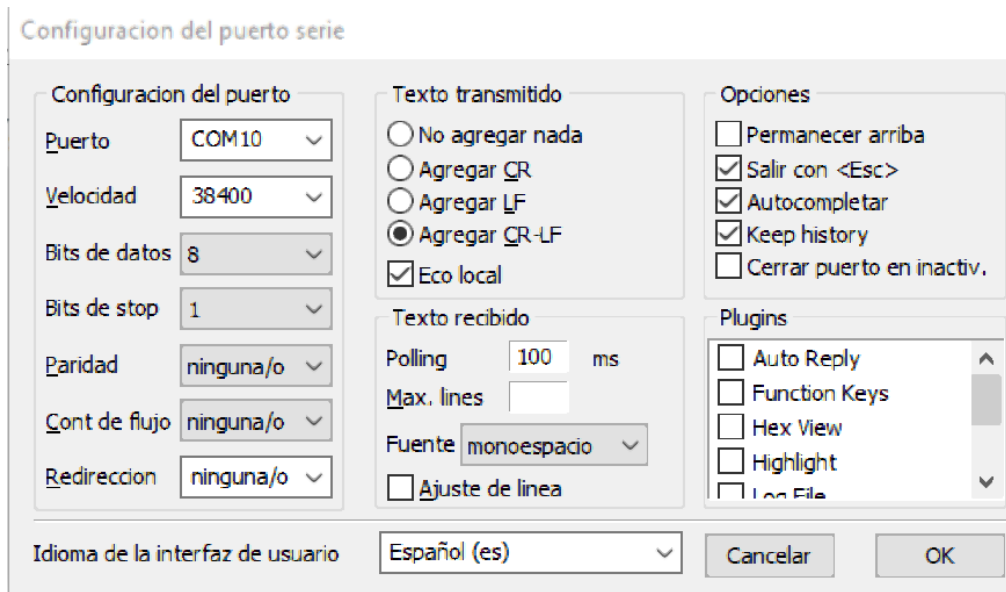 Configuracion del puerto serie
Configuracion del puerto
Puerto COM10
Velocidad 38400
Bits de datos 8
Bits de stop 1
Paridad ninguna/o
Cont de flujo ninguna/o
Redireccion ninguna/o
Texto transmitido
No agregar nada
Agregar CR
Agregar LF
Agregar CR-LF
Eco local
Texto recibido
Polling 100 ms
Max. lines
Fuente monoespacio
Ajuste de linea
Opciones
Permanecer arriba
Salir con <Esc>
Autocompletar
Keep history
Cerrar puerto en inactiv.
Plugins
Auto Reply
Function Keys
Hex View
Highlight
Log File
Idioma de la interfaz de usuario Español (es) Cancelar OK